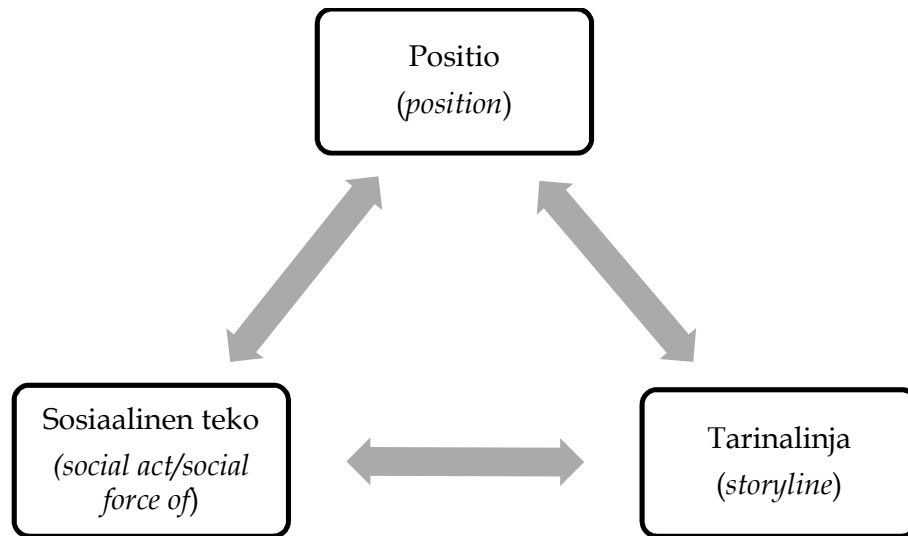 Positio
(position)
Sosiaalinen teko
(social act/social
force of)
Tarinalinja
(storyline)